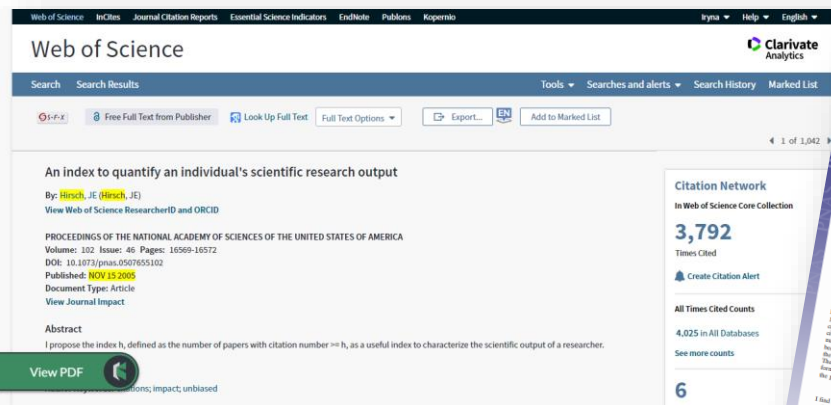 Web of Science InCites Journal Citation Reports Essential Science Indicators EndNote Publons Kopernio Iryna Help English
Web of Science
Clarivate
Analytics
Search Search Results Tools Searches and alerts Search History Marked List
S·F·X Free Full Text from Publisher Look Up Full Text Full Text Options Export... EN Add to Marked List
1 of 1,042
An index to quantify an individual's scientific research output
By: Hirsch, JE (Hirsch, JE)
View Web of Science ResearcherID and ORCID
PROCEEDINGS OF THE NATIONAL ACADEMY OF SCIENCES OF THE UNITED STATES OF AMERICA
Volume: 102 Issue: 46 Pages: 16569-16572
DOI: 10.1073/pnas.0507655102
Published: NOV 15 2005
Document Type: Article
View Journal Impact
Abstract
I propose the index h, defined as the number of papers with citation number >= h, as a useful index to characterize the scientific output of a researcher.
View PDF
impact; unbiased
Citation Network
In Web of Science Core Collection
3,792
Times Cited
Create Citation Alert
All Times Cited Counts
4,025 in All Databases
See more counts
6
I find